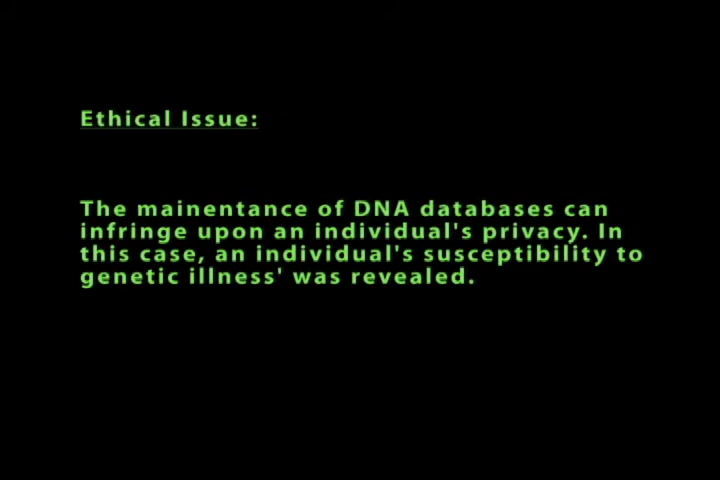 Ethical Issue:
The mainentance of DNA databases can
infringe upon an individual's privacy. In
this case, an individual's susceptibility to
genetic illness' was revealed.